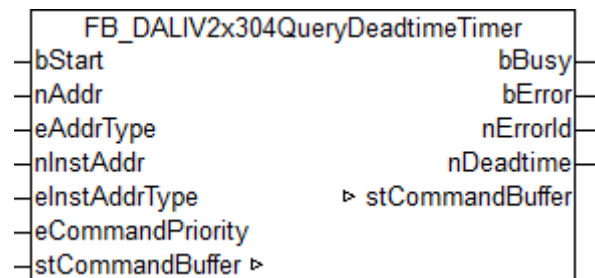 FB_DALIV2x304QueryDeadtimeTimer
bStart bBusy
nAddr bError
eAddrType nErrorId
nInstAddr nDeadtime
eInstAddrType ▹ stCommandBuffer
eCommandPriority
stCommandBuffer ▹